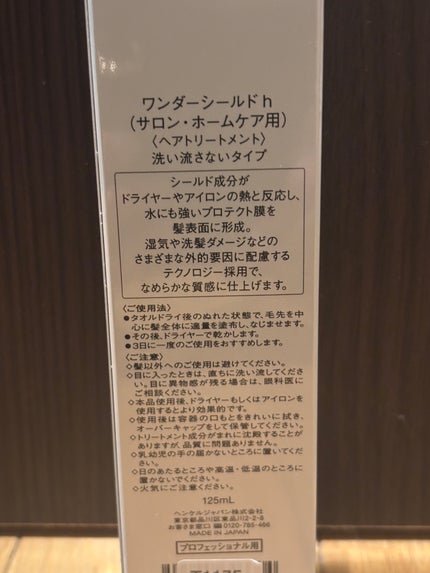 ワンダーシールドh
(サロン・ホームケア用)
〈ヘアトリートメント〉
洗い流さないタイプ
シールド成分が
ドライヤーやアイロンの熱と反応し、
水にも強いプロテクト膜を
髪表面に形成。
湿気や洗髪ダメージなどの
さまざまな外的要因に配慮する
テクノロジー採用で、
なめらかな質感に仕上げます。
〈ご使用法〉
●タオルドライ後のぬれた状態で、毛先を中
心に髪全体に適量を塗布し、なじませます。
●その後、ドライヤーで乾かします。
●3日に一度のご使用をおすすめします。
〈ご注意〉
◇髪以外へのご使用は避けてください。
◇目に入ったときは、直ちに洗い流してくださ
い。目に異物感が残る場合は、眼科医に
ご相談ください。
◇本品使用後、ドライヤーもしくはアイロンを
使用するとより効果的です。
◇使用後は容器の口もとをきれいに拭き、
オーバーキャップをして保管してください。
◇トリートメント成分がまれに沈殿することが
ありますが、品質に問題ありません。
◇乳幼児の手の届かないところに置いてくだ
さい。
◇日のあたるところや高温・低温のところに
置かないでください。
◇火気にご注意ください。
125mL
ヘンケルジャパン株式会社
東京都品川区東品川2-2-8
お客さま窓口 0120-785-466
MADE IN JAPAN
プロフェッショナル用